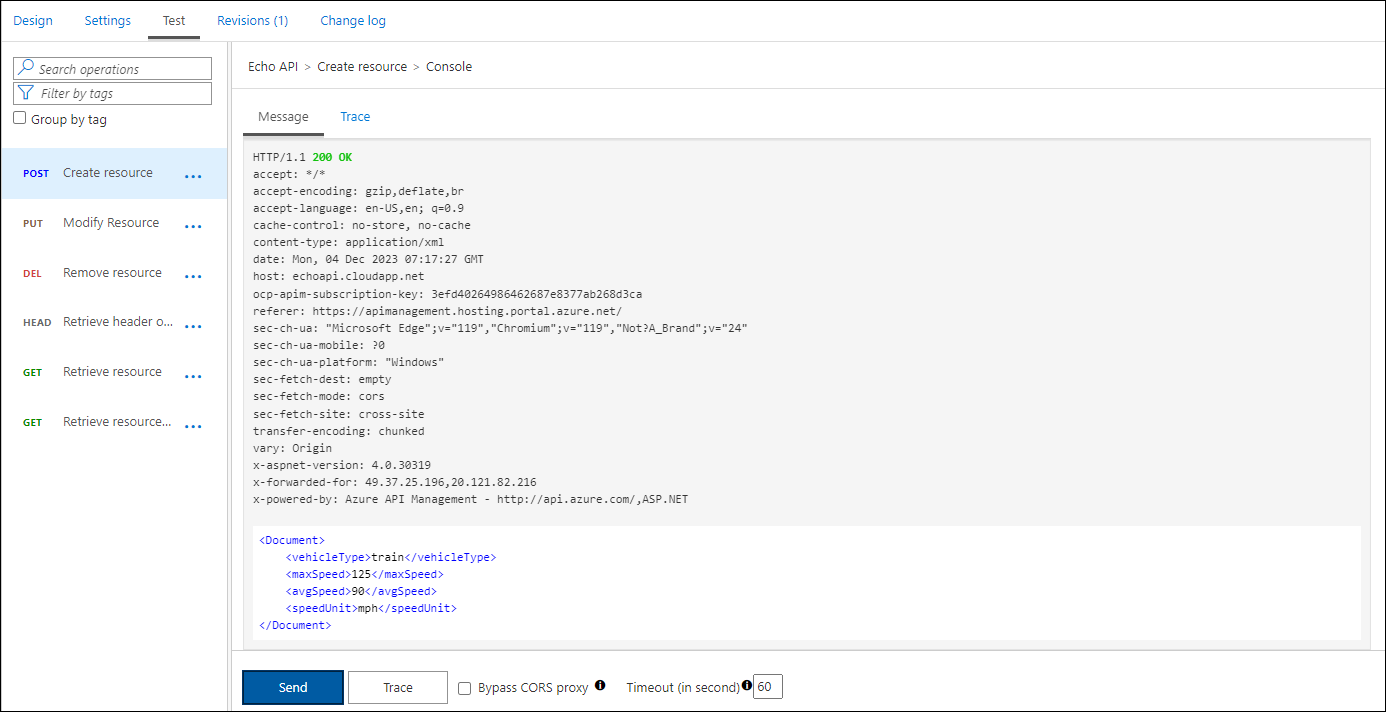 Design Settings Test Revisions (1) Change log
Search operations
Filter by tags
Group by tag
POST Create resource ...
PUT Modify Resource ...
DEL Remove resource ...
HEAD Retrieve header o... ...
GET Retrieve resource ...
GET Retrieve resource... ...
Echo API > Create resource > Console
Message Trace
HTTP/1.1 200 OK
accept: */*
accept-encoding: gzip,deflate,br
accept-language: en-US,en; q=0.9
cache-control: no-store, no-cache
content-type: application/xml
date: Mon, 04 Dec 2023 07:17:27 GMT
host: echoapi.cloudapp.net
ocp-apim-subscription-key: 3efd40264986462687e8377ab268d3ca
referer: https://apimanagement.hosting.portal.azure.net/
sec-ch-ua: "Microsoft Edge";v="119","Chromium";v="119","Not?A_Brand";v="24"
sec-ch-ua-mobile: ?0
sec-ch-ua-platform: "Windows"
sec-fetch-dest: empty
sec-fetch-mode: cors
sec-fetch-site: cross-site
transfer-encoding: chunked
vary: Origin
x-aspnet-version: 4.0.30319
x-forwarded-for: 49.37.25.196,20.121.82.216
x-powered-by: Azure API Management - http://api.azure.com/,ASP.NET
<Document>
<vehicleType>train</vehicleType>
<maxSpeed>125</maxSpeed>
<avgSpeed>90</avgSpeed>
<speedUnit>mph</speedUnit>
</Document>
Send Trace Bypass CORS proxy Timeout (in second) 60